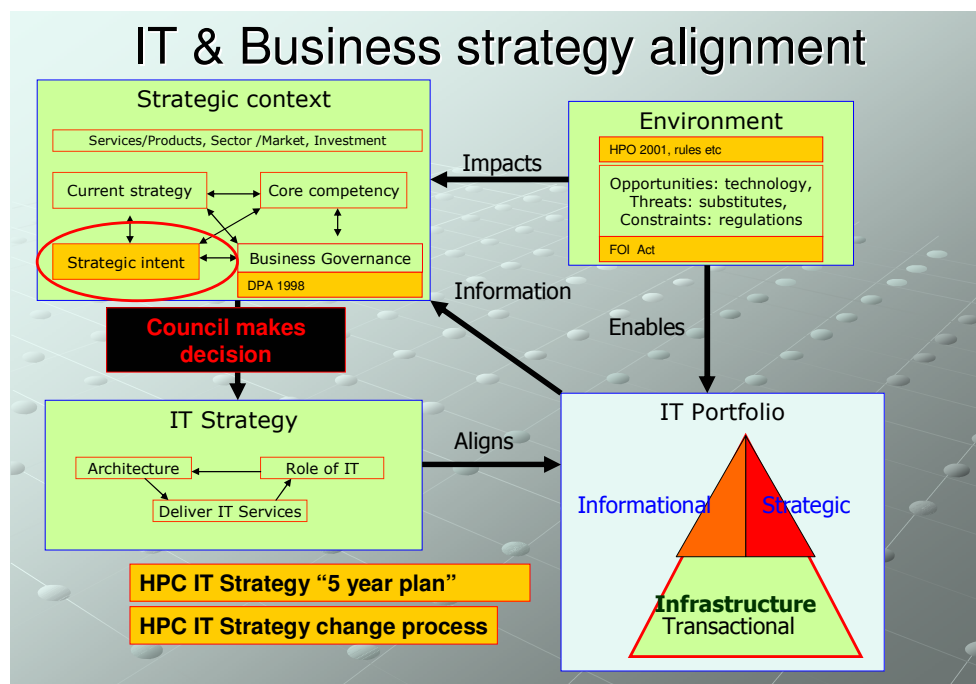 IT & Business strategy alignment
Strategic context
Services/Products, Sector /Market, Investment
Current strategy
Core competency
Strategic intent
Business Governance
DPA 1998
Impacts
Environment
HPO 2001, rules etc
Opportunities: technology,
Threats: substitutes,
Constraints: regulations
FOI Act
Information
Enables
Council makes
decision
IT Strategy
Architecture
Role of IT
Deliver IT Services
Aligns
IT Portfolio
Informational
Strategic
Infrastructure
Transactional
HPC IT Strategy “5 year plan”
HPC IT Strategy change process